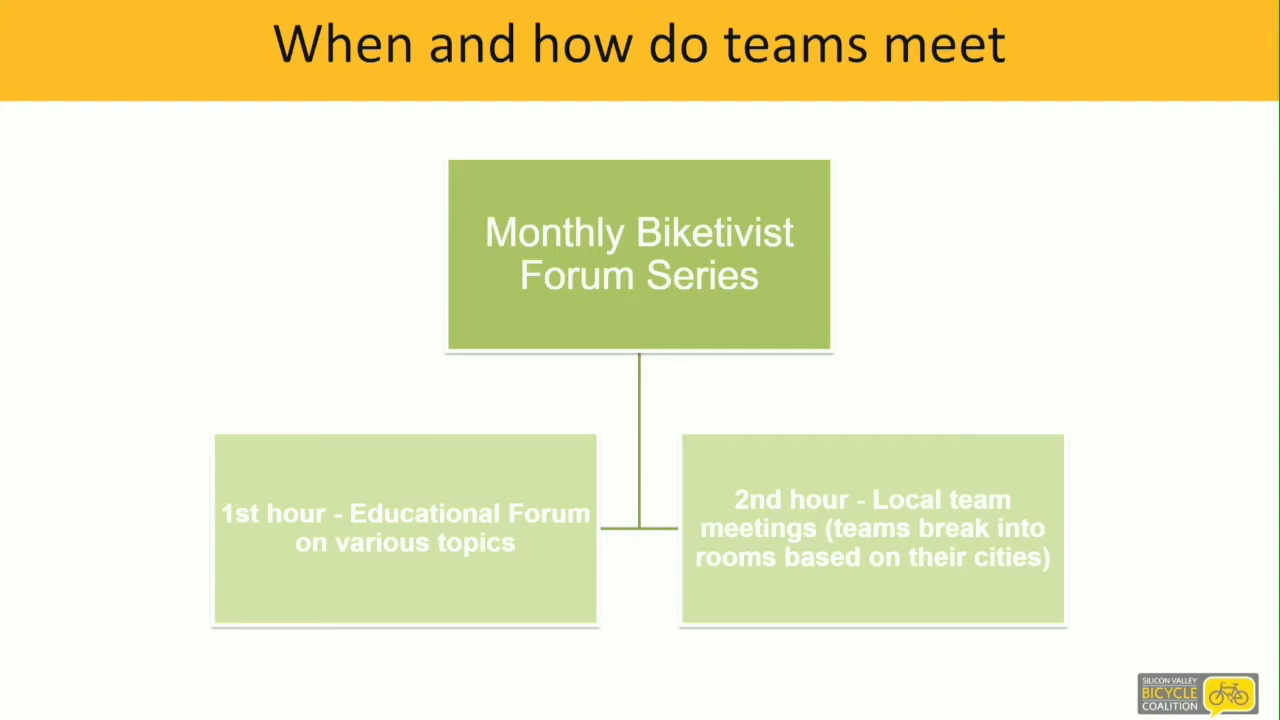 When and how do teams meet
Monthly Biketivist
Forum Series
1st hour - Educational Forum
on various topics
2nd hour - Local team
meetings (teams break into
rooms based on their cities)
SILICON VALLEY
BICYCLE
COALITION